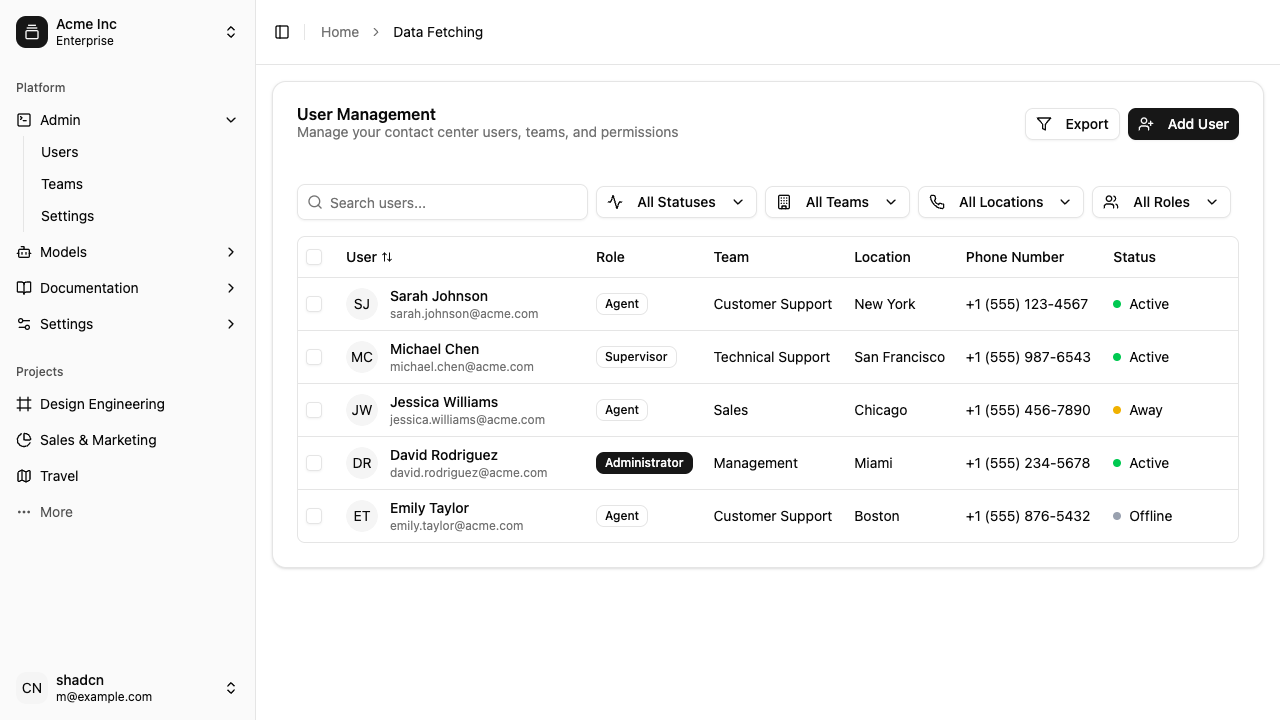 Acme Inc
Enterprise
Platform
Admin
Users
Teams
Settings
Models
Documentation
Settings
Projects
Design Engineering
Sales & Marketing
Travel
More
CN
shadcn
m@example.com
Home
Data Fetching
User Management
Manage your contact center users, teams, and permissions
Export
Add User
Search users...
All Statuses
All Teams
All Locations
All Roles
User Role Team Location Phone Number Status
SJ Sarah Johnson
sarah.johnson@acme.com
Agent Customer Support New York +1 (555) 123-4567 Active
MC Michael Chen
michael.chen@acme.com
Supervisor Technical Support San Francisco +1 (555) 987-6543 Active
JW Jessica Williams
jessica.williams@acme.com
Agent Sales Chicago +1 (555) 456-7890 Away
DR David Rodriguez
david.rodriguez@acme.com
Administrator Management Miami +1 (555) 234-5678 Active
ET Emily Taylor
emily.taylor@acme.com
Agent Customer Support Boston +1 (555) 876-5432 Offline